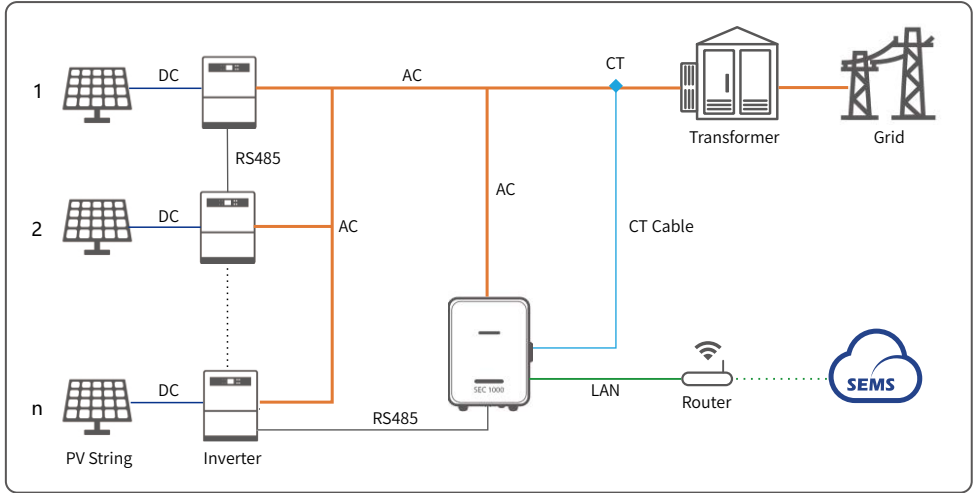 CT
DC
AC
1
Transformer
Grid
RS485
AC
DC
2
AC
CT Cable
SEC 1000
SEMS
DC
LAN
n
Router
RS485
PV String
Inverter